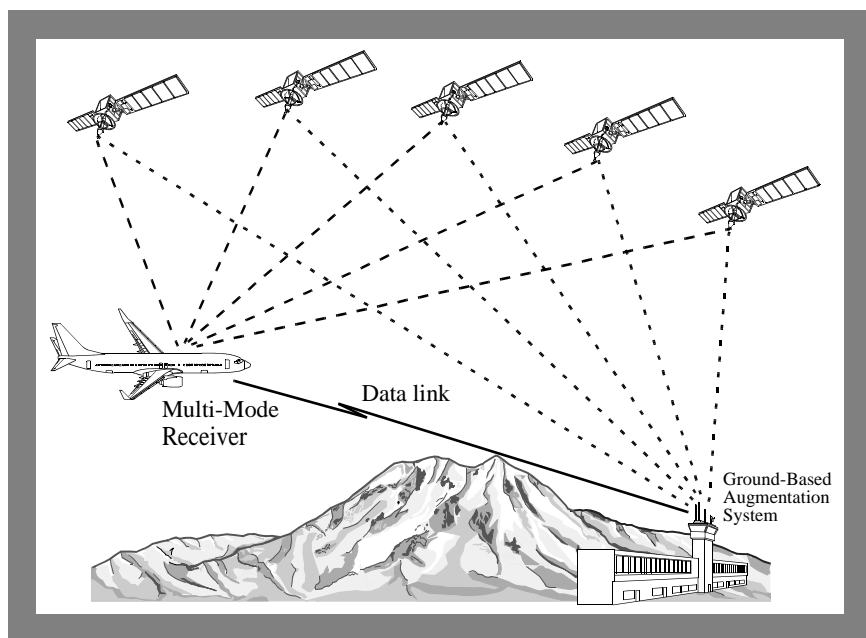 Data link
Multi-Mode
Receiver
Ground-Based
Augmentation
System